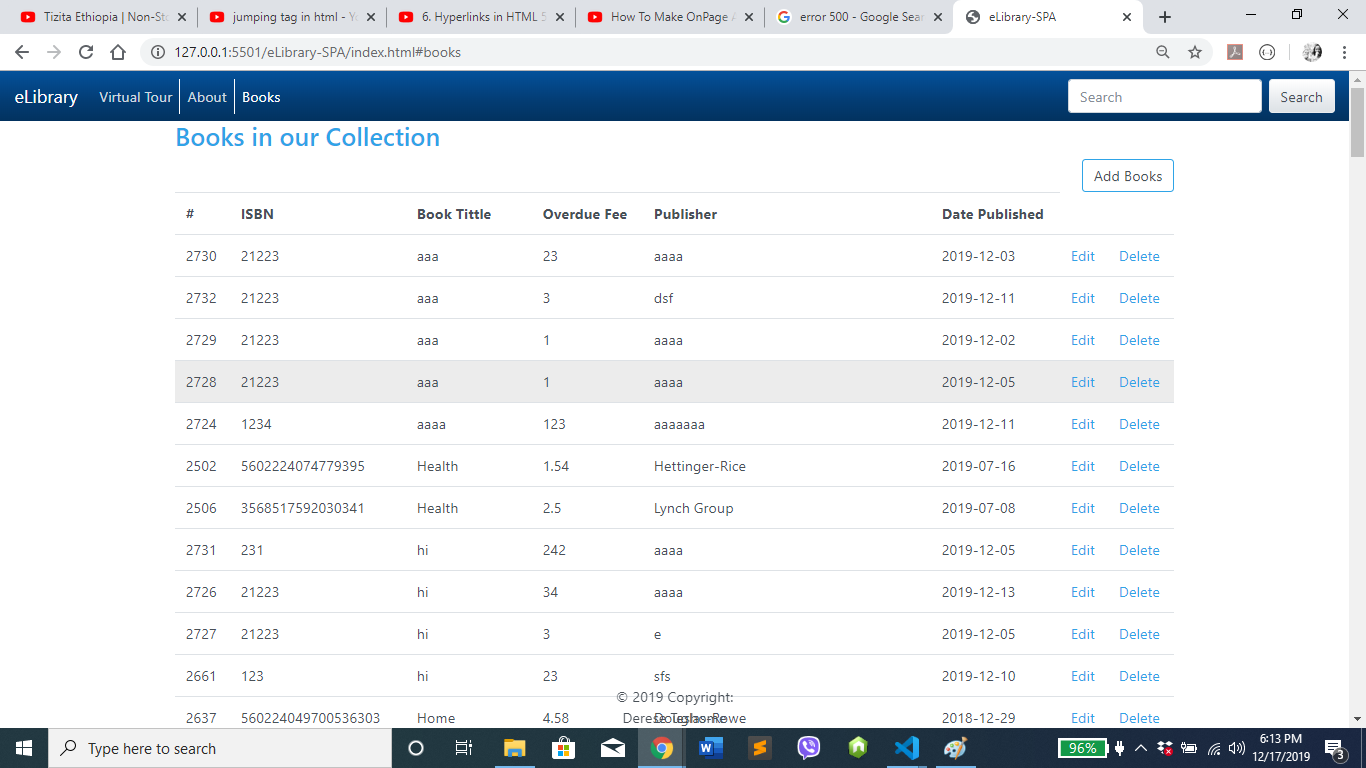 Tizita Ethiopia | Non-Sto
jumping tag in html - Yo
6. Hyperlinks in HTML 5
How To Make OnPage A
error 500 - Google Sear
eLibrary-SPA
127.0.0.1:5501/eLibrary-SPA/index.html#books
eLibrary Virtual Tour About Books Search Search
Books in our Collection
Add Books
# ISBN Book Tittle Overdue Fee Publisher Date Published
2730 21223 aaa 23 aaaa 2019-12-03 Edit Delete
2732 21223 aaa 3 dsf 2019-12-11 Edit Delete
2729 21223 aaa 1 aaaa 2019-12-02 Edit Delete
2728 21223 aaa 1 aaaa 2019-12-05 Edit Delete
2724 1234 aaaa 123 aaaaaaa 2019-12-11 Edit Delete
2502 5602224074779395 Health 1.54 Hettinger-Rice 2019-07-16 Edit Delete
2506 3568517592030341 Health 2.5 Lynch Group 2019-07-08 Edit Delete
2731 231 hi 242 aaaa 2019-12-05 Edit Delete
2726 21223 hi 34 aaaa 2019-12-13 Edit Delete
2727 21223 hi 3 e 2019-12-05 Edit Delete
2661 123 hi 23 sfs 2019-12-10 Edit Delete
© 2019 Copyright:
2637 560224049700536303 Home 4.58 2018-12-29 Edit Delete
Type here to search
96%
6:13 PM
12/17/2019
3